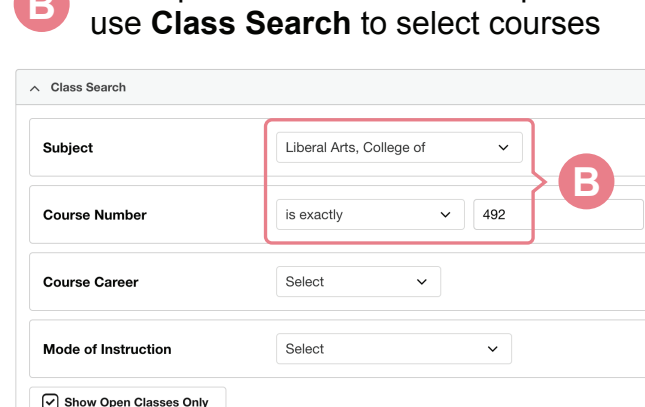 B
use Class Search to select courses
Class Search
Subject
Liberal Arts, College of
B
Course Number
is exactly
492
Course Career
Select
Mode of Instruction
Select
Show Open Classes Only